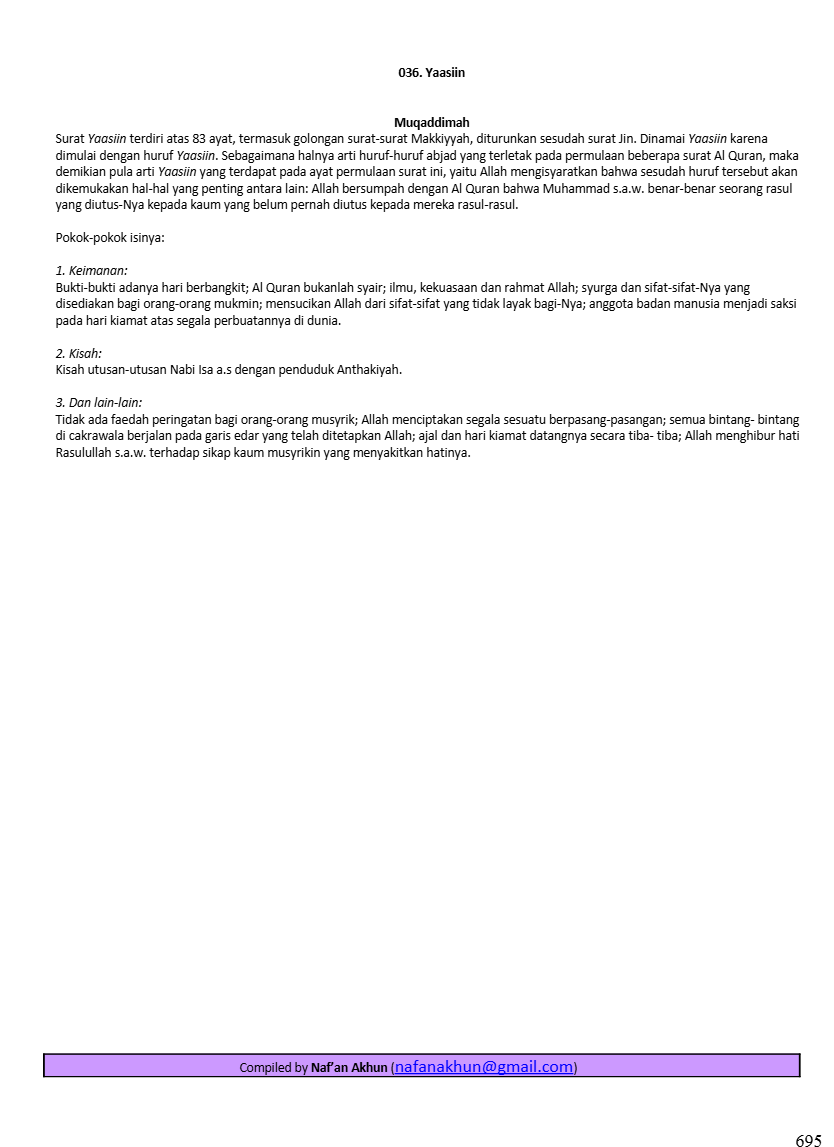 036. Yaasiin
Muqaddimah
Surat Yaasiin terdiri atas 83 ayat, termasuk golongan surat-surat Makkiyyah, diturunkan sesudah surat Jin. Dinamai Yaasiin karena
dimulai dengan huruf Yaasiin. Sebagaimana halnya arti huruf-huruf abjad yang terletak pada permulaan beberapa surat Al Quran, maka
demikian pula arti Yaasiin yang terdapat pada ayat permulaan surat ini, yaitu Allah mengisyaratkan bahwa sesudah huruf tersebut akan
dikemukakan hal-hal yang penting antara lain: Allah bersumpah dengan Al Quran bahwa Muhammad s.a.w. benar-benar seorang rasul
yang diutus-Nya kepada kaum yang belum pernah diutus kepada mereka rasul-rasul.
Pokok-pokok isinya:
1. Keimanan:
Bukti-bukti adanya hari berbangkit; Al Quran bukanlah syair; ilmu, kekuasaan dan rahmat Allah; syurga dan sifat-sifat-Nya yang
disediakan bagi orang-orang mukmin; mensucikan Allah dari sifat-sifat yang tidak layak bagi-Nya; anggota badan manusia menjadi saksi
pada hari kiamat atas segala perbuatannya di dunia.
2. Kisah:
Kisah utusan-utusan Nabi Isa a.s dengan penduduk Anthakiyah.
3. Dan lain-lain:
Tidak ada faedah peringatan bagi orang-orang musyrik; Allah menciptakan segala sesuatu berpasang-pasangan; semua bintang- bintang
di cakrawala berjalan pada garis edar yang telah ditetapkan Allah; ajal dan hari kiamat datangnya secara tiba- tiba; Allah menghibur hati
Rasulullah s.a.w. terhadap sikap kaum musyrikin yang menyakitkan hatinya.
Compiled by Naf'an Akhun (nafanakhun@gmail.com)
695